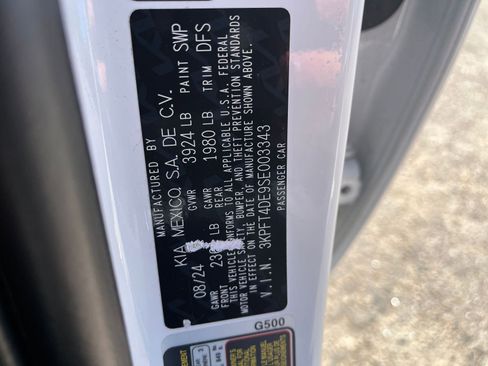 MANUFACTURED BY
KIA MEXICO, S.A. DE C.V.
08/24 GVWR 3924 LB PAINT SWP
GAWR FRONT LB GAWR REAR 1980 LB TRIM DFS
THIS VEHICLE CONFORMS TO ALL APPLICABLE U.S.A. FEDERAL
MOTOR VEHICLE SAFETY, BUMPER, AND THEFT PREVENTION STANDARDS
IN EFFECT ON THE DATE OF MANUFACTURE SHOWN ABOVE.
V.I.N. 3KPFT4DE9SE003343
PASSENGER CAR
G500